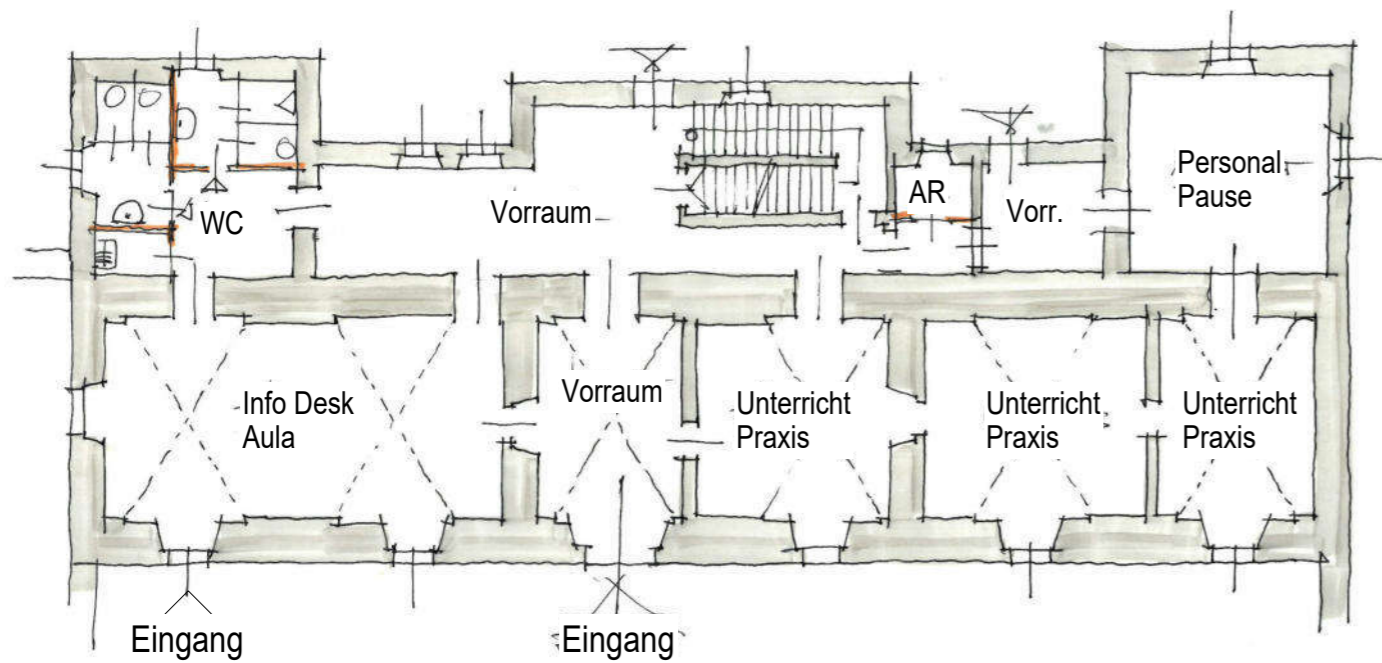 Personal
Pause
AR
WC
Vorraum
Vorr.
Vorraum
Info Desk
Aula
Unterricht
Praxis
Unterricht
Praxis
Unterricht
Praxis
Eingang
Eingang